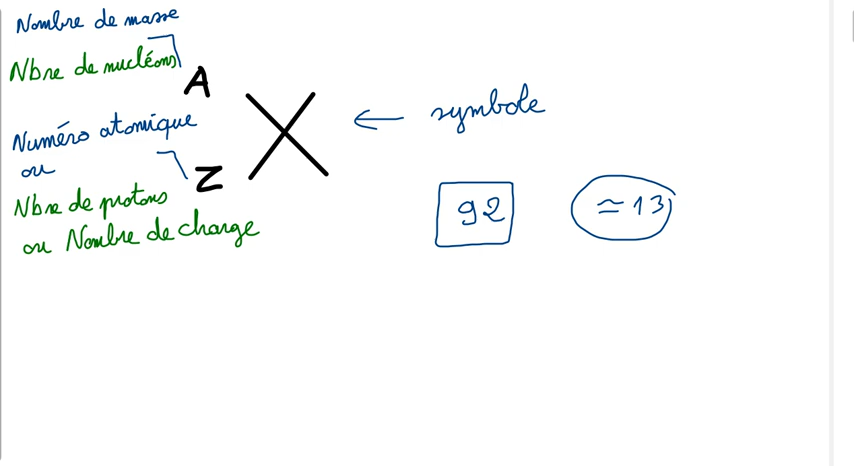 Nombre de masse
Nbre de nucléons
A
Numéro atomique
ou
Z
Nbre de protons
ou Nombre de charge
X
← symbole
92
≃ 13